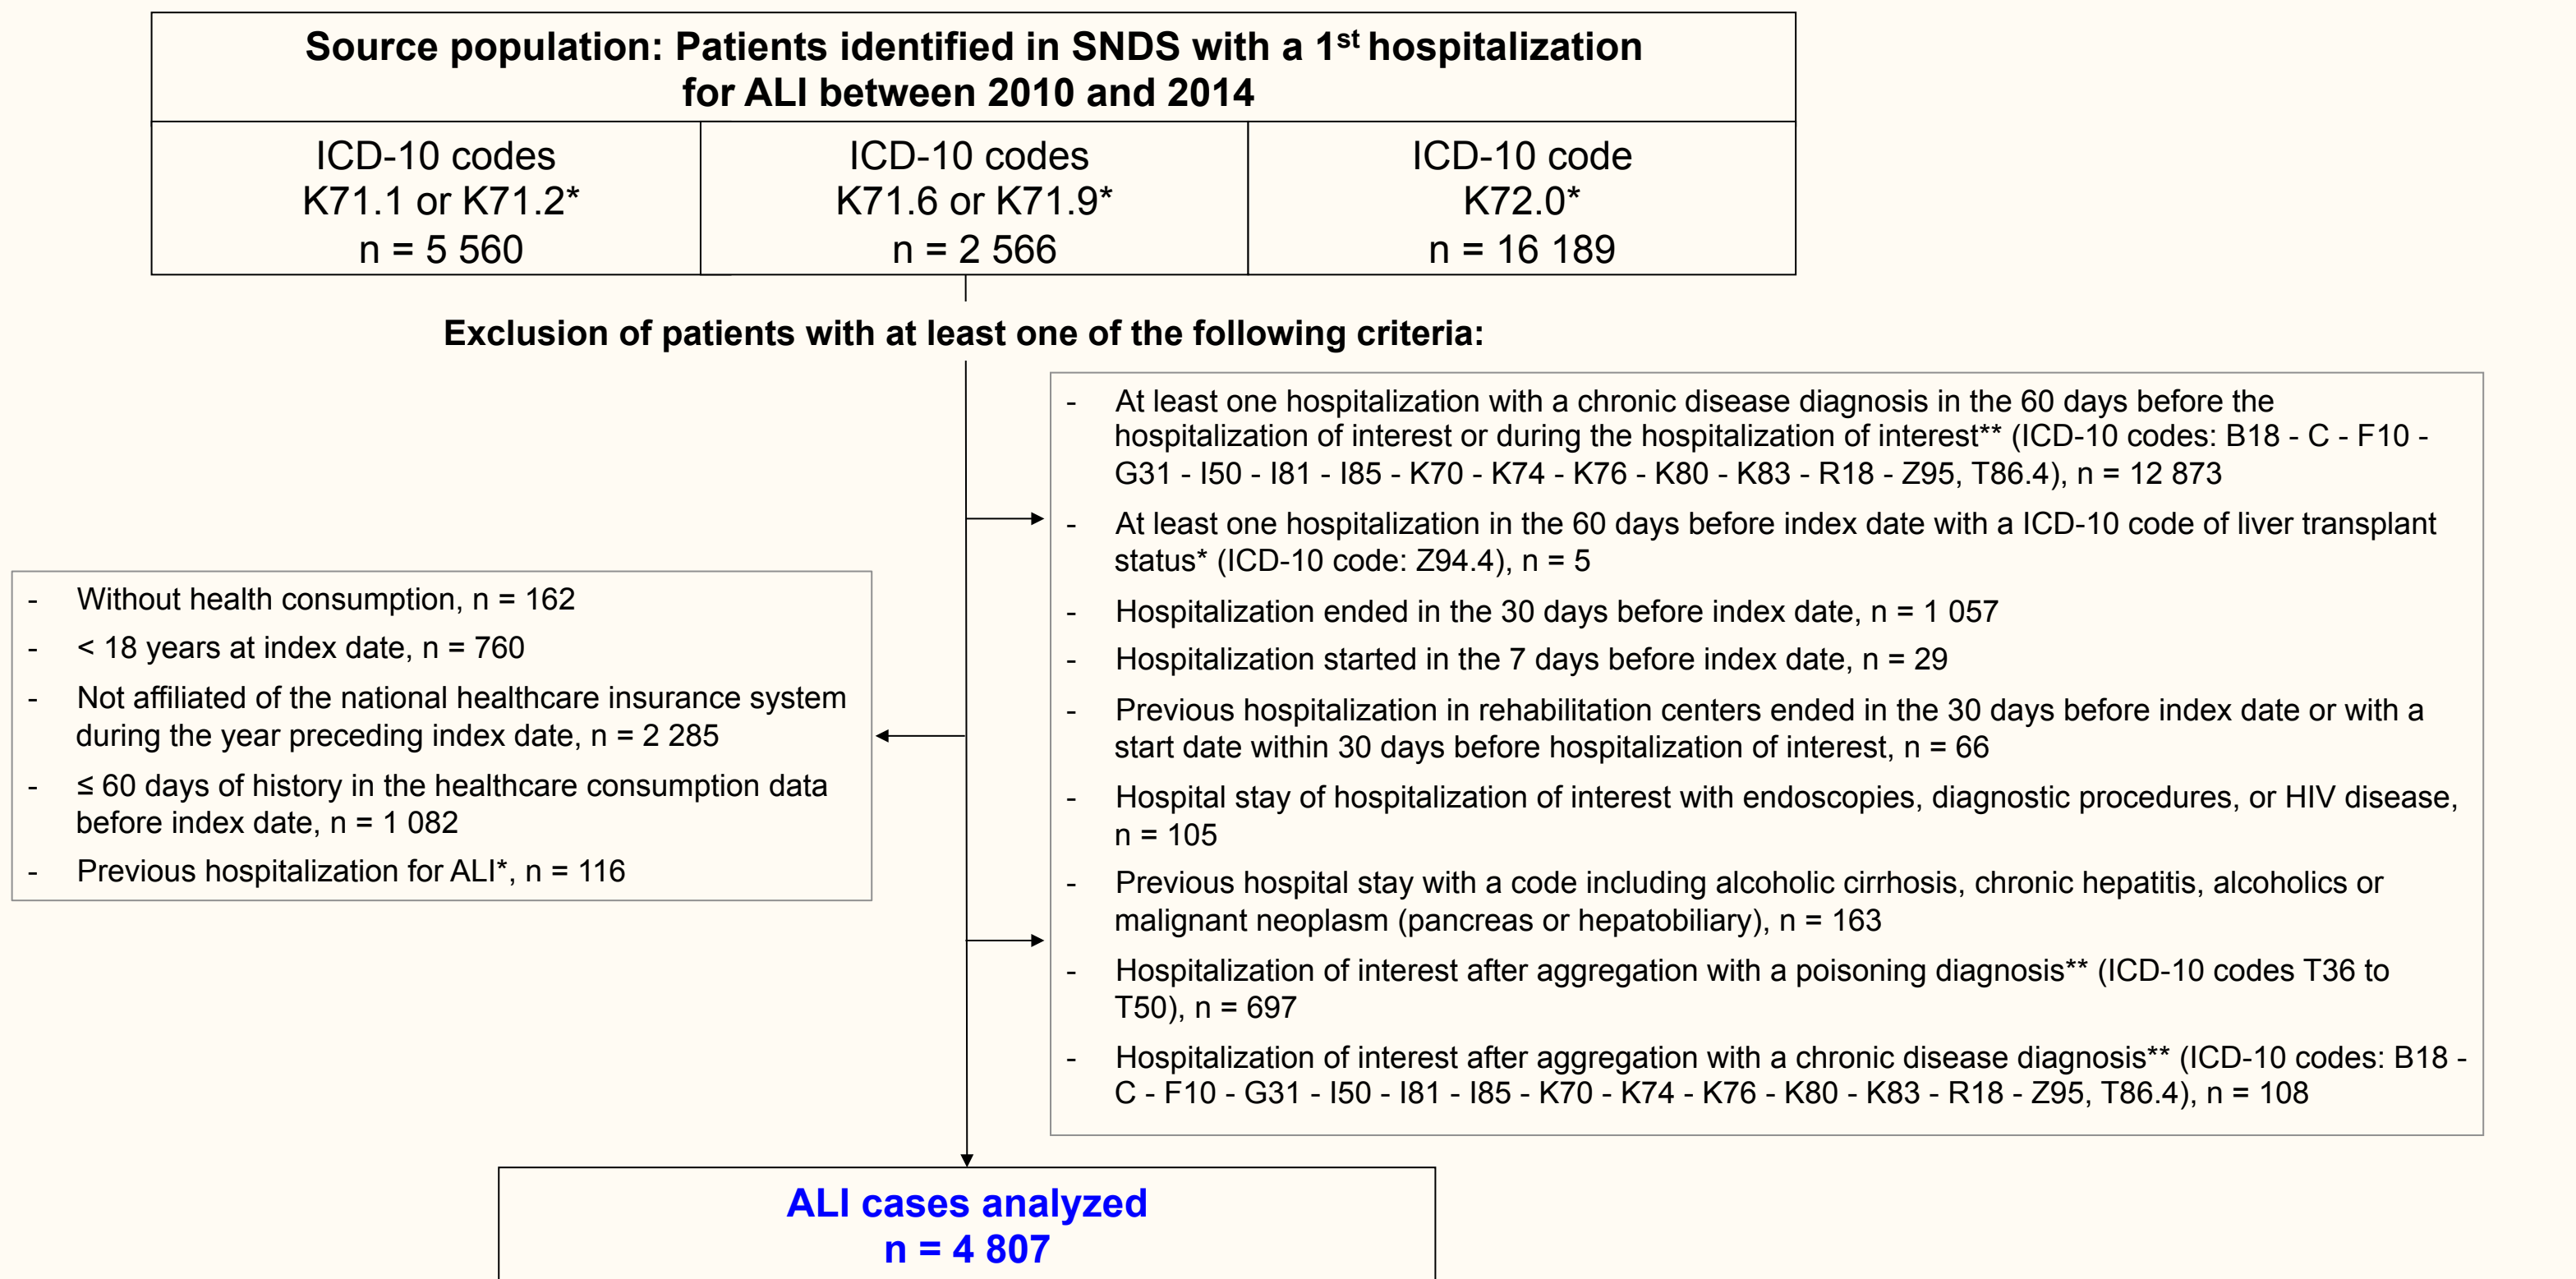 Source population: Patients identified in SNDS with a 1st hospitalization
for ALI between 2010 and 2014
ICD-10 codes
K71.1 or K71.2*
n = 5 560
ICD-10 codes
K71.6 or K71.9*
n = 2 566
ICD-10 code
K72.0*
n = 16 189
Exclusion of patients with at least one of the following criteria:
- At least one hospitalization with a chronic disease diagnosis in the 60 days before the
hospitalization of interest or during the hospitalization of interest** (ICD-10 codes: B18 - C - F10 -
G31 - I50 - I81 - I85 - K70 - K74 - K76 - K80 - K83 - R18 - Z95, T86.4), n = 12 873
- At least one hospitalization in the 60 days before index date with a ICD-10 code of liver transplant
status* (ICD-10 code: Z94.4), n = 5
- Hospitalization ended in the 30 days before index date, n = 1 057
- Hospitalization started in the 7 days before index date, n = 29
- Previous hospitalization in rehabilitation centers ended in the 30 days before index date or with a
start date within 30 days before hospitalization of interest, n = 66
- Hospital stay of hospitalization of interest with endoscopies, diagnostic procedures, or HIV disease,
n = 105
- Previous hospital stay with a code including alcoholic cirrhosis, chronic hepatitis, alcoholics or
malignant neoplasm (pancreas or hepatobiliary), n = 163
- Hospitalization of interest after aggregation with a poisoning diagnosis** (ICD-10 codes T36 to
T50), n = 697
- Hospitalization of interest after aggregation with a chronic disease diagnosis** (ICD-10 codes: B18 -
C - F10 - G31 - I50 - I81 - I85 - K70 - K74 - K76 - K80 - K83 - R18 - Z95, T86.4), n = 108
- Without health consumption, n = 162
- < 18 years at index date, n = 760
- Not affiliated of the national healthcare insurance system
during the year preceding index date, n = 2 285
- ≤ 60 days of history in the healthcare consumption data
before index date, n = 1 082
- Previous hospitalization for ALI*, n = 116
ALI cases analyzed
n = 4 807